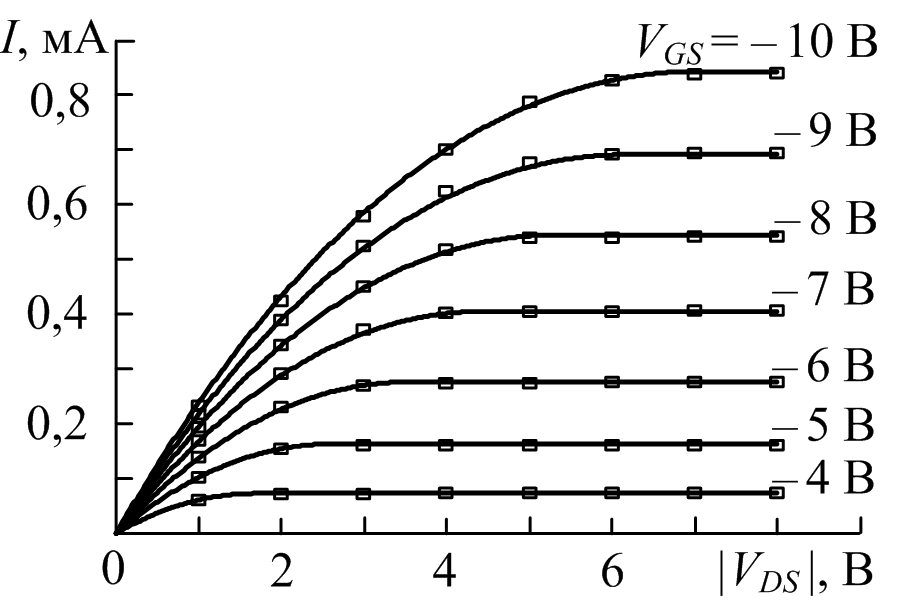 I, мА
V_GS = −10 В
0,8
−9 В
0,6
−8 В
−7 В
0,4
−6 В
0,2
−5 В
−4 В
0 2 4 6 |V_DS|, В